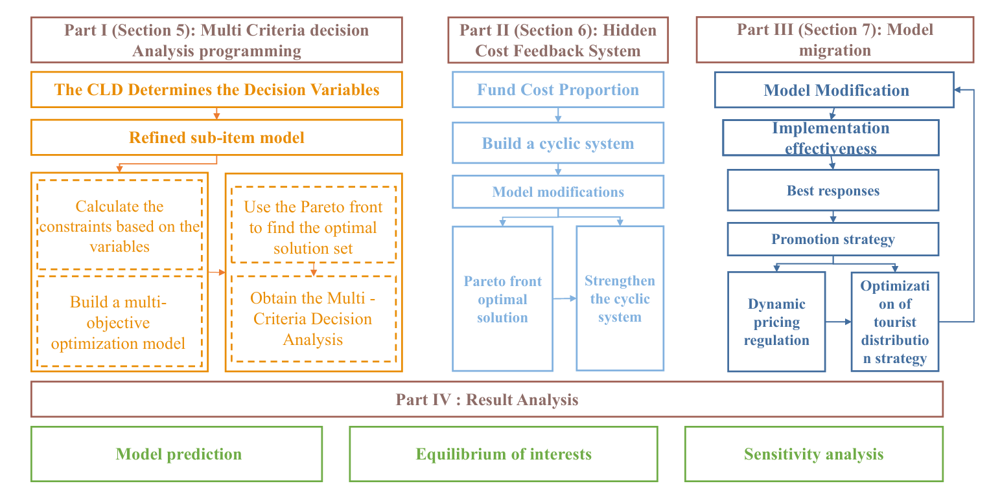 Part I (Section 5): Multi Criteria decision
Analysis programming
The CLD Determines the Decision Variables
Refined sub-item model
Calculate the
constraints based on the
variables
Build a multi-
objective
optimization model
Use the Pareto front
to find the optimal
solution set
Obtain the Multi -
Criteria Decision
Analysis
Part II (Section 6): Hidden
Cost Feedback System
Fund Cost Proportion
Build a cyclic system
Model modifications
Pareto front
optimal
solution
Strengthen
the cyclic
system
Part III (Section 7): Model
migration
Model Modification
Implementation
effectiveness
Best responses
Promotion strategy
Dynamic
pricing
regulation
Optimizati
on of
tourist
distributio
n strategy
Part IV : Result Analysis
Model prediction
Equilibrium of interests
Sensitivity analysis